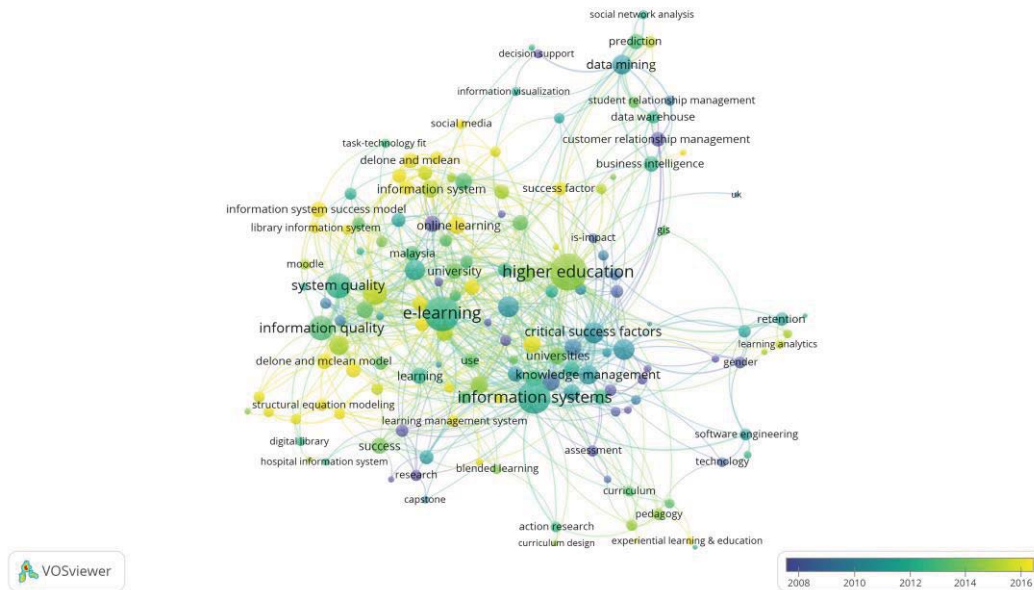 social network analysis
prediction
decision support
data mining
information visualization
student relationship management
data warehouse
social media
customer relationship management
task-technology fit
delone and mclean
business intelligence
information system
success factor
uk
information system success model
library information system
online learning
gis
is-impact
malaysia
moodle
university
higher education
system quality
e-learning
retention
information quality
critical success factors
learning analytics
universities
delone and mclean model
use
gender
learning
knowledge management
information systems
structural equation modeling
learning management system
software engineering
digital library
success
assessment
hospital information system
technology
blended learning
research
curriculum
capstone
pedagogy
action research
curriculum design
experiential learning & education
VOSviewer
2008
2010
2012
2014
2016